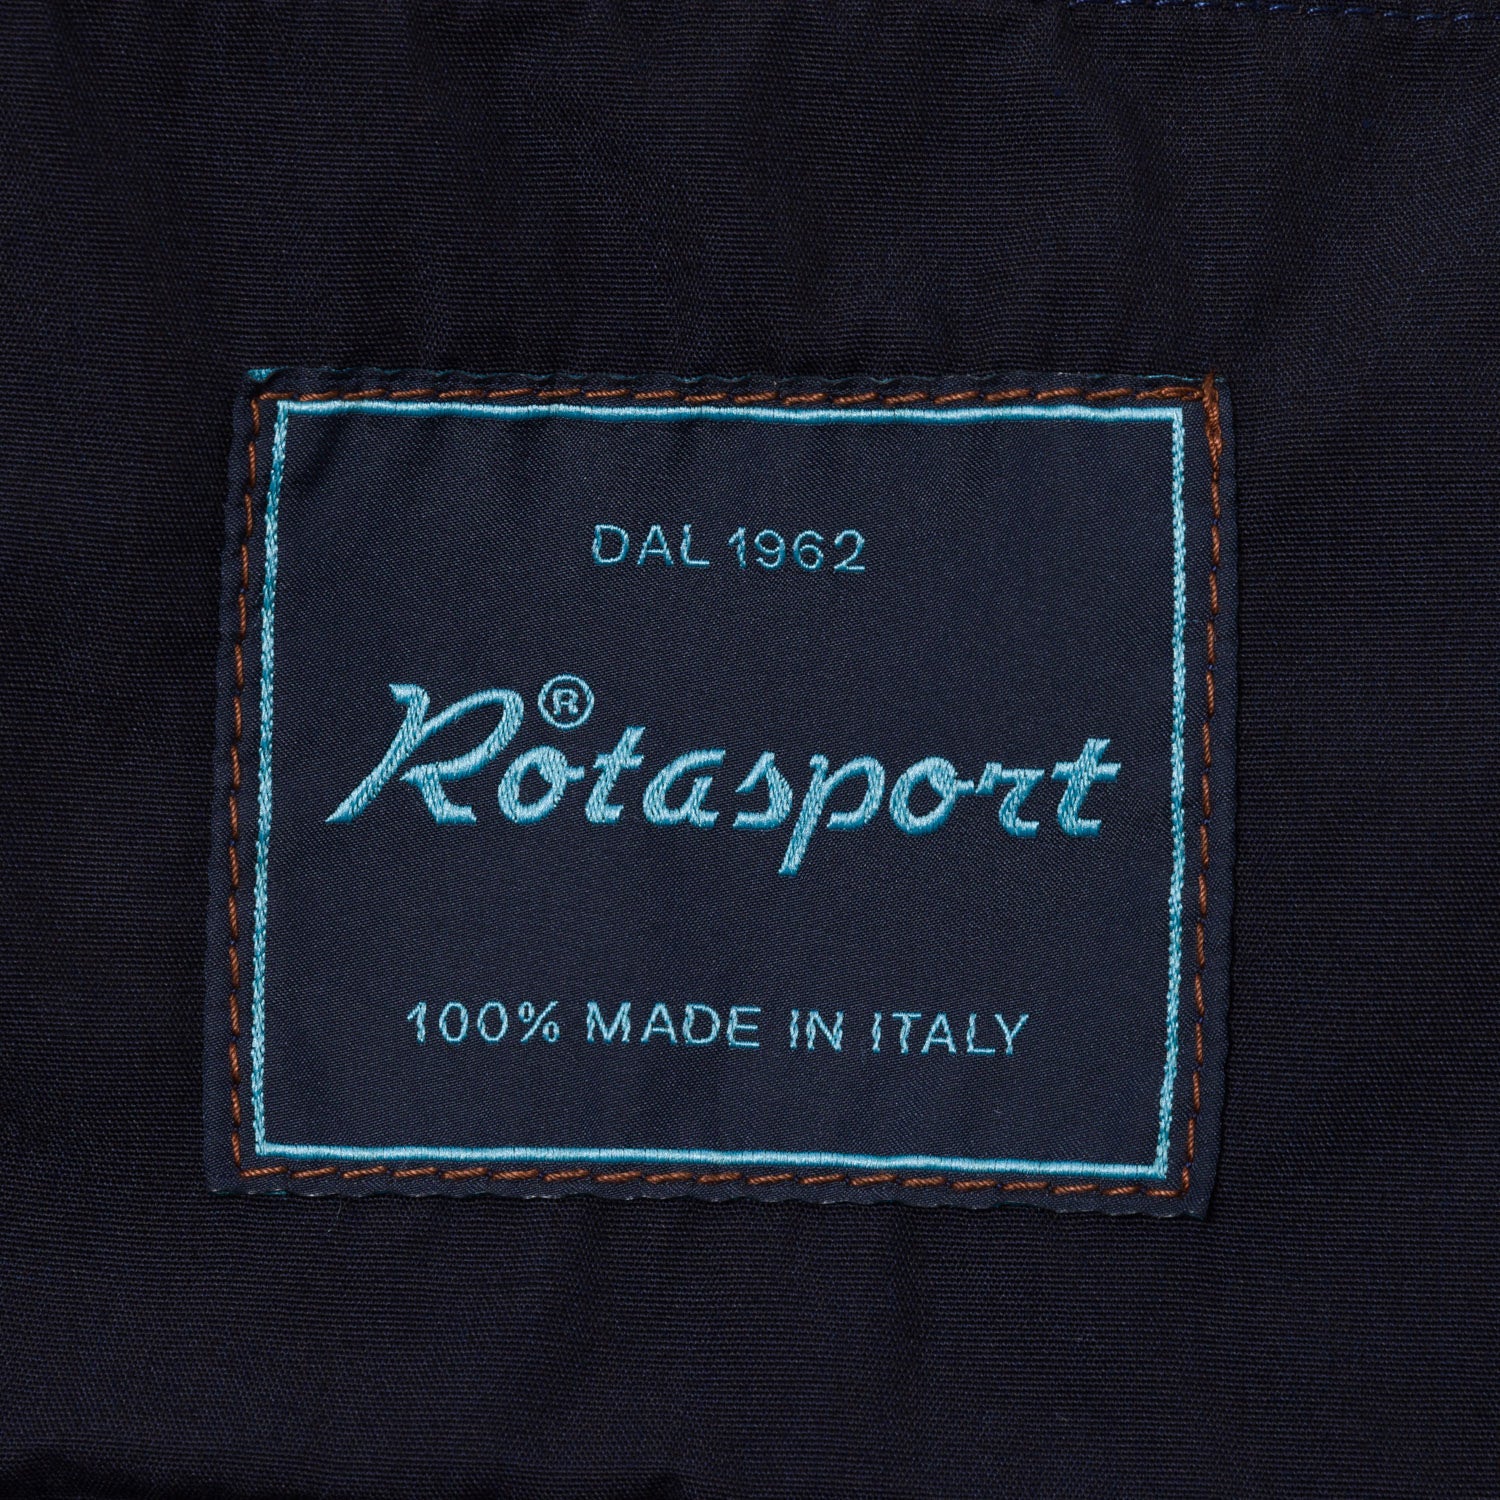 DAL 1962
Rotasport®
100% MADE IN ITALY